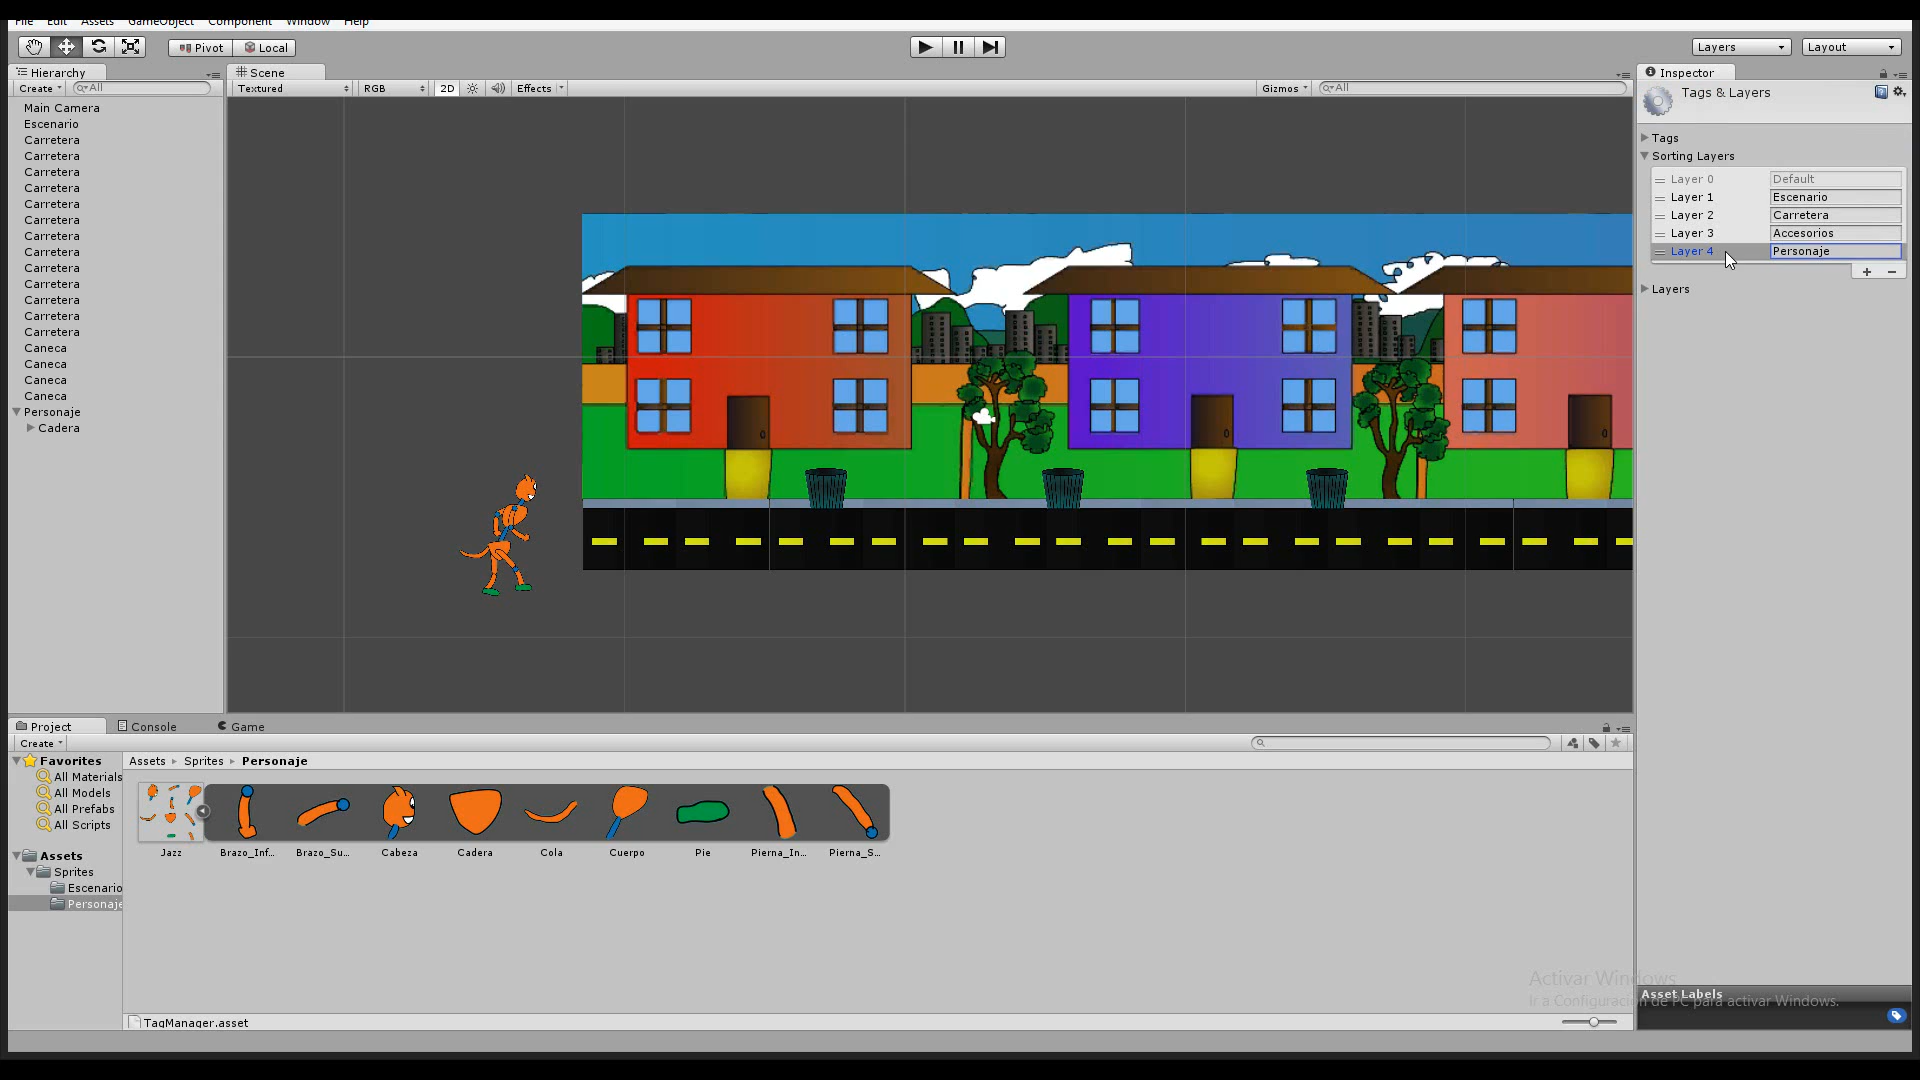 File Edit Assets GameObject Component Window Help
Pivot Local
Layers Layout
Hierarchy
Create All
Main Camera
Escenario
Carretera
Carretera
Carretera
Carretera
Carretera
Carretera
Carretera
Carretera
Carretera
Carretera
Carretera
Carretera
Carretera
Caneca
Caneca
Caneca
Caneca
Personaje
Cadera
Scene
Textured RGB 2D Effects Gizmos All
Inspector
Tags & Layers
Tags
Sorting Layers
Layer 0 Default
Layer 1 Escenario
Layer 2 Carretera
Layer 3 Accesorios
Layer 4 Personaje
Layers
Project Console Game
Create
Favorites
All Materials
All Models
All Prefabs
All Scripts
Assets
Sprites
Escenario
Personaje
Assets Sprites Personaje
Jazz Brazo_Inf... Brazo_Su... Cabeza Cadera Cola Cuerpo Pie Pierna_In... Pierna_S...
TagManager.asset
Activar Windows
Ir a Configuración de PC para activar Windows.
Asset Labels